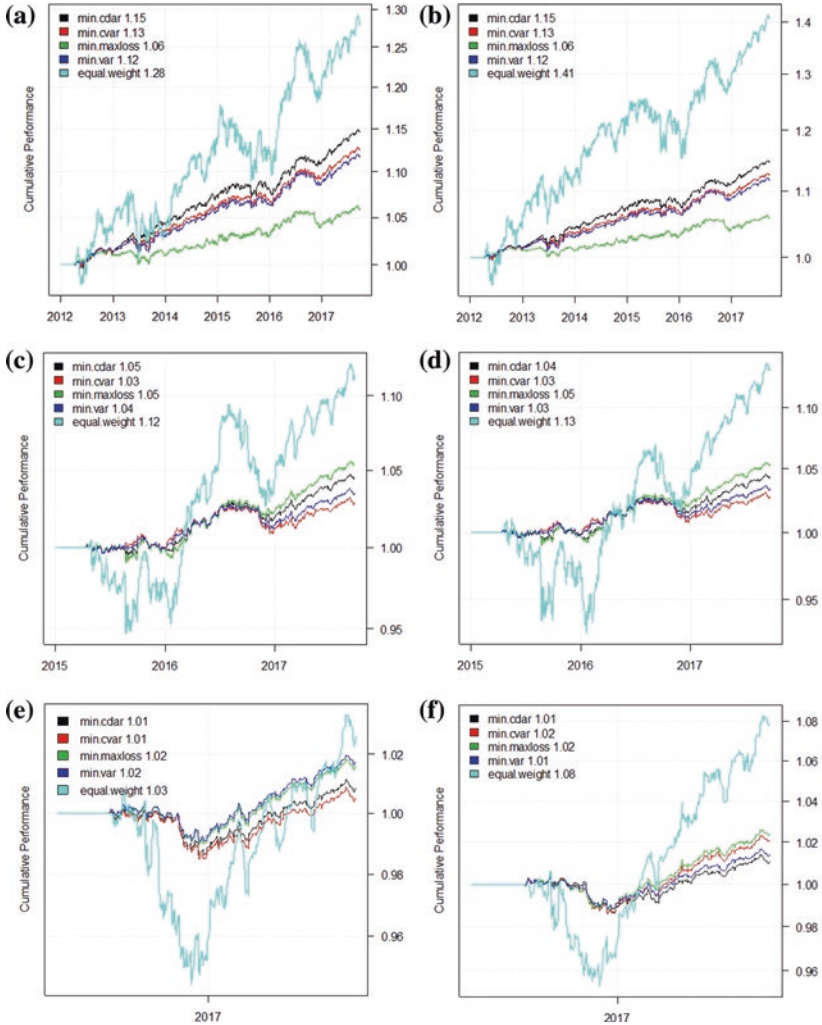 (a)
min.cdar 1.15
min.cvar 1.13
min.maxloss 1.06
min.var 1.12
equal.weight 1.28
Cumulative Performance
1.30
1.25
1.20
1.15
1.10
1.05
1.00
2012 2013 2014 2015 2016 2017
(b)
min.cdar 1.15
min.cvar 1.13
min.maxloss 1.06
min.var 1.12
equal.weight 1.41
Cumulative Performance
1.4
1.3
1.2
1.1
1.0
2012 2013 2014 2015 2016 2017
(c)
min.cdar 1.05
min.cvar 1.03
min.maxloss 1.05
min.var 1.04
equal.weight 1.12
Cumulative Performance
1.10
1.05
1.00
0.95
2015 2016 2017
(d)
min.cdar 1.04
min.cvar 1.03
min.maxloss 1.05
min.var 1.03
equal.weight 1.13
Cumulative Performance
1.10
1.05
1.00
0.95
2015 2016 2017
(e)
min.cdar 1.01
min.cvar 1.01
min.maxloss 1.02
min.var 1.02
equal.weight 1.03
Cumulative Performance
1.02
1.00
0.98
0.96
2017
(f)
min.cdar 1.01
min.cvar 1.02
min.maxloss 1.02
min.var 1.01
equal.weight 1.08
Cumulative Performance
1.08
1.06
1.04
1.02
1.00
0.98
0.96
2017